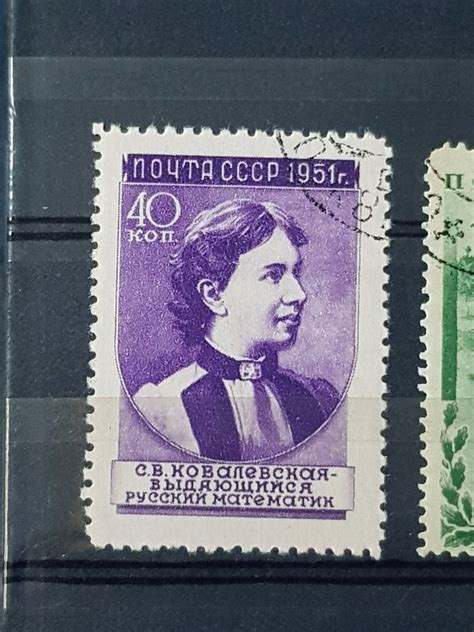 ПОЧТА СССР 1951г.
40
КОП.
С.В.КОВАЛЕВСКАЯ-
ВЫДАЮЩИЙСЯ
РУССКИЙ МАТЕМАТИК
П